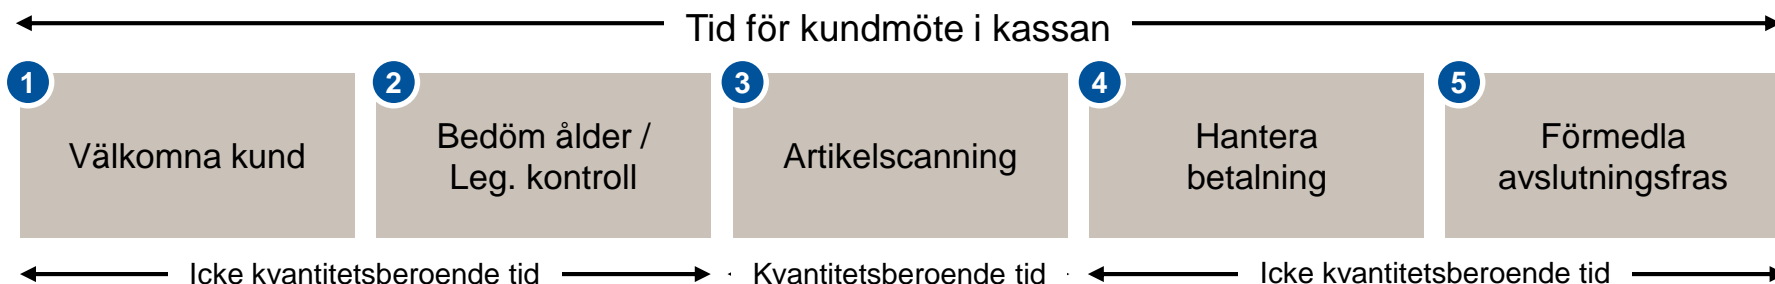 Tid för kundmöte i kassan
1
2
3
4
5
Välkomna kund
Bedöm ålder /
Leg. kontroll
Artikelscanning
Hantera
betalning
Förmedla
avslutningsfras
Icke kvantitetsberoende tid
Kvantitetsberoende tid
Icke kvantitetsberoende tid